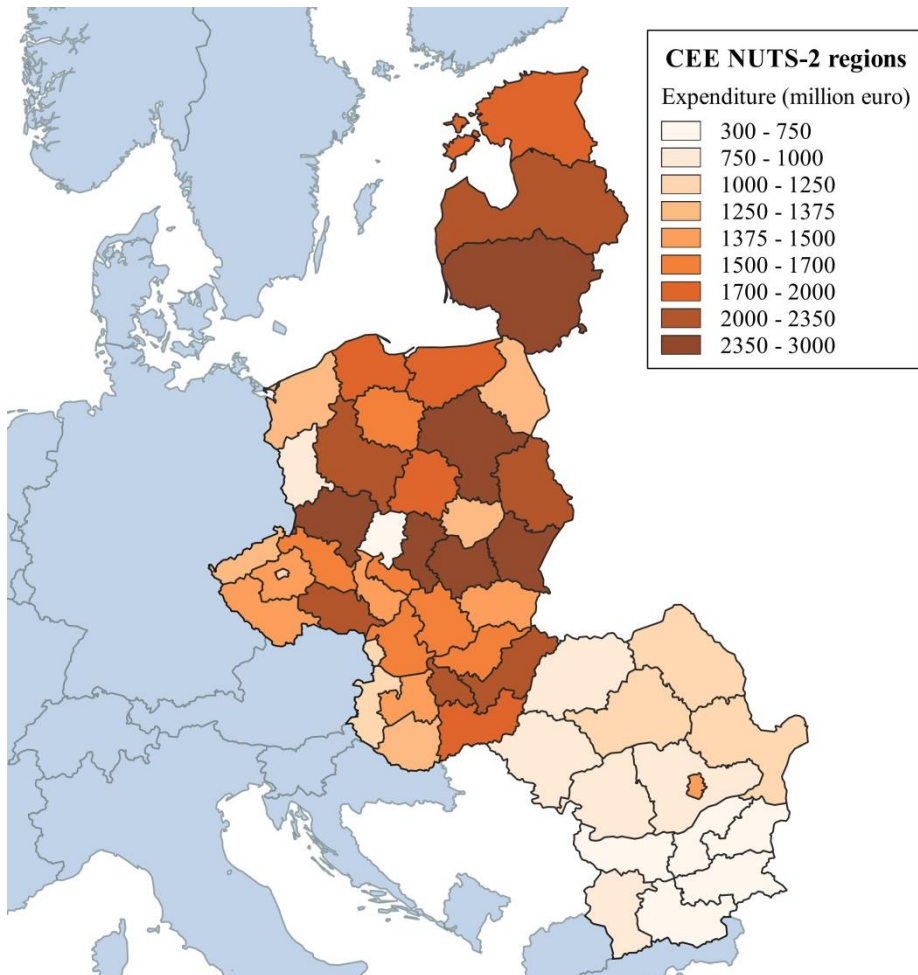 CEE NUTS-2 regions
Expenditure (million euro)
300 - 750
750 - 1000
1000 - 1250
1250 - 1375
1375 - 1500
1500 - 1700
1700 - 2000
2000 - 2350
2350 - 3000